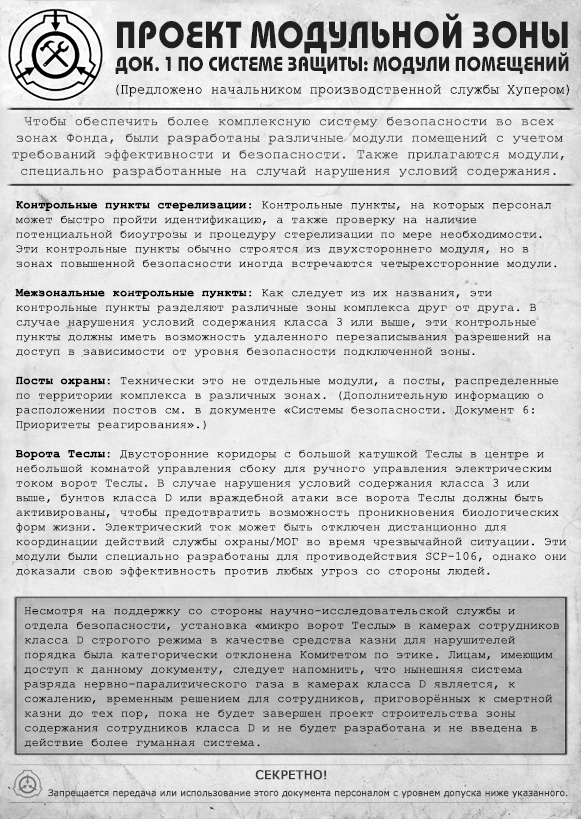 ПРОЕКТ МОДУЛЬНОЙ ЗОНЫ
ДОК. 1 ПО СИСТЕМЕ ЗАЩИТЫ: МОДУЛИ ПОМЕЩЕНИЙ
(Предложено начальником производственной службы Хупером)
Чтобы обеспечить более комплексную систему безопасности во всех
зонах Фонда, были разработаны различные модули помещений с учетом
требований эффективности и безопасности. Также прилагаются модули,
специально разработанные на случай нарушения условий содержания.
Контрольные пункты стерелизации: Контрольные пункты, на которых персонал
может быстро пройти идентификацию, а также проверку на наличие
потенциальной биоугрозы и процедуру стерелизации по мере необходимости.
Эти контрольные пункты обычно строятся из двухстороннего модуля, но в
зонах повышенной безопасности иногда встречаются четырехсторонние модули.
Межзональные контрольные пункты: Как следует из их названия, эти
контрольные пункты разделяют различные зоны комплекса друг от друга. В
случае нарушения условий содержания класса 3 или выше, эти контрольные
пункты должны иметь возможность удаленного перезаписывания разрешений на
доступ в зависимости от уровня безопасности подключенной зоны.
Посты охраны: Технически это не отдельные модули, а посты, распределенные
по территории комплекса в различных зонах. (Дополнительную информацию о
расположении постов см. в документе «Системы безопасности. Документ 6:
Приоритеты реагирования».)
Ворота Теслы: Двусторонние коридоры с большой катушкой Теслы в центре и
небольшой комнатой управления сбоку для ручного управления электрическим
током ворот Теслы. В случае нарушения условий содержания класса 3 или
выше, бунтов класса D или враждебной атаки все ворота Теслы должны быть
активированы, чтобы предотвратить возможность проникновения биологических
форм жизни. Электрический ток может быть отключен дистанционно для
координации действий службы охраны/МОГ во время чрезвычайной ситуации. Эти
модули были специально разработаны для противодействия SCP-106, однако они
доказали свою эффективность против любых угроз со стороны людей.
Несмотря на поддержку со стороны научно-исследовательской службы и
отдела безопасности, установка «микро ворот Теслы» в камерах сотрудников
класса D строгого режима в качестве средства казни для нарушителей
порядка была категорически отклонена Комитетом по этике. Лицам, имеющим
доступ к данному документу, следует напомнить, что нынешняя система
разряда нервно-паралитического газа в камерах класса D является, к
сожалению, временным решением для сотрудников, приговорённых к смертной
казни до тех пор, пока не будет завершен проект строительства зоны
содержания сотрудников класса D и не будет разработана и не введена в
действие более гуманная система.
СЕКРЕТНО!
Запрещается передача или использование этого документа персоналом с уровнем допуска ниже указанного.